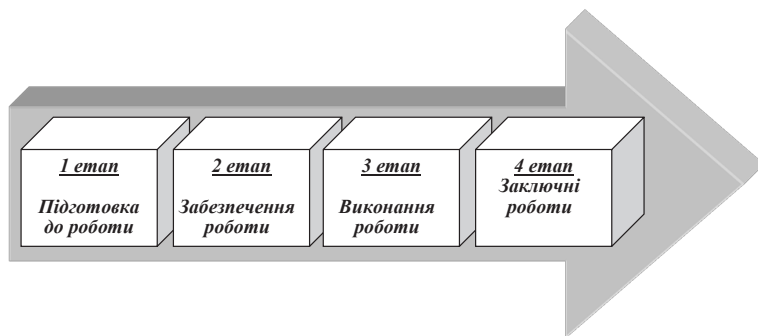 1 етап
Підготовка
до роботи
2 етап
Забезпечення
роботи
3 етап
Виконання
роботи
4 етап
Заключні
роботи